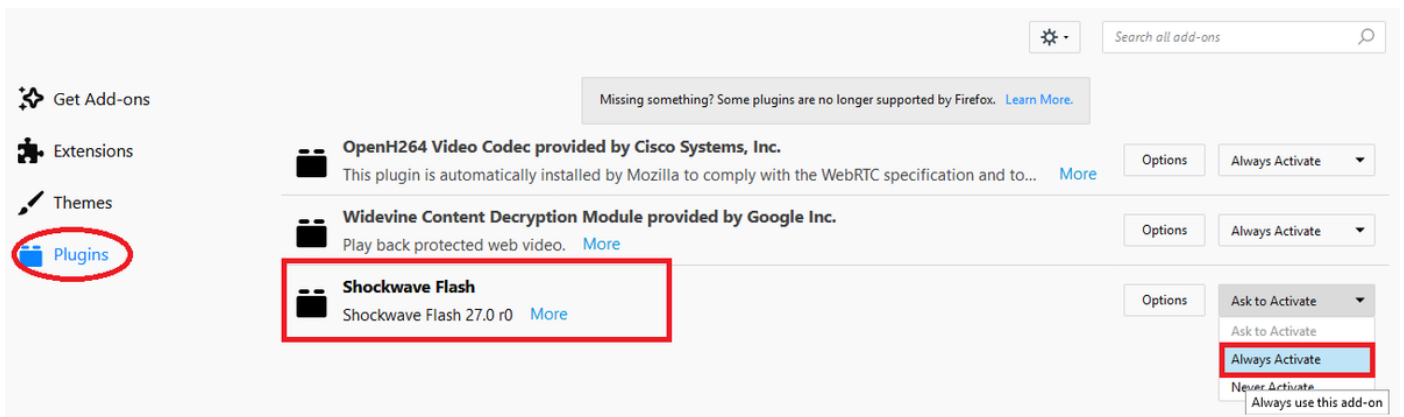 Search all add-ons
Get Add-ons
Missing something? Some plugins are no longer supported by Firefox. Learn More.
Extensions
OpenH264 Video Codec provided by Cisco Systems, Inc.
This plugin is automatically installed by Mozilla to comply with the WebRTC specification and to... More
Options
Always Activate
Themes
Widevine Content Decryption Module provided by Google Inc.
Play back protected web video. More
Options
Always Activate
Plugins
Shockwave Flash
Shockwave Flash 27.0 r0 More
Options
Ask to Activate
Ask to Activate
Always Activate
Never Activate
Always use this add-on